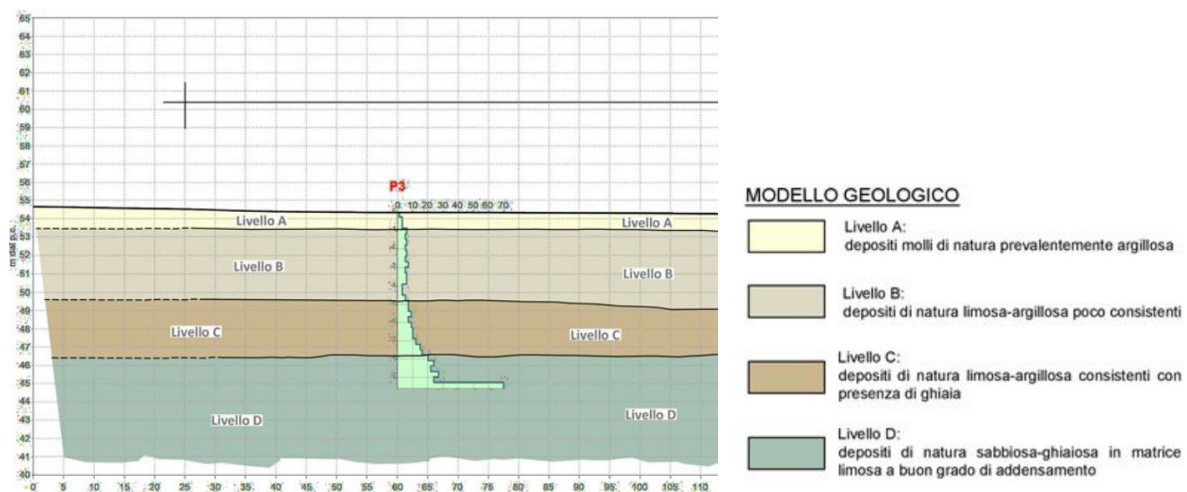 65
64
63
62
61
60
59
58
57
56
55
54
53
52
51
50
49
48
47
46
45
44
43
42
41
40
m dal p.c.
P3
0 10 20 30 40 50 60 70
Livello A
Livello A
Livello B
Livello B
Livello C
Livello C
Livello D
Livello D
0 5 10 15 20 25 30 35 40 45 50 55 60 65 70 75 80 85 90 95 100 105 110
MODELLO GEOLOGICO
Livello A:
depositi molli di natura prevalentemente argillosa
Livello B:
depositi di natura limosa-argillosa poco consistenti
Livello C:
depositi di natura limosa-argillosa consistenti con
presenza di ghiaia
Livello D:
depositi di natura sabbiosa-ghiaiosa in matrice
limosa a buon grado di addensamento